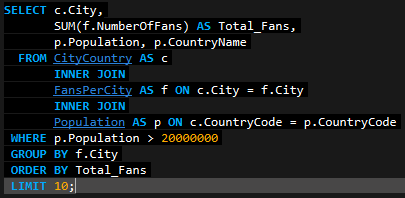 SELECT c.City,
SUM(f.NumberOfFans) AS Total_Fans,
p.Population, p.CountryName
FROM CityCountry AS c
INNER JOIN
FansPerCity AS f ON c.City = f.City
INNER JOIN
Population AS p ON c.CountryCode = p.CountryCode
WHERE p.Population > 20000000
GROUP BY f.City
ORDER BY Total_Fans
LIMIT 10;